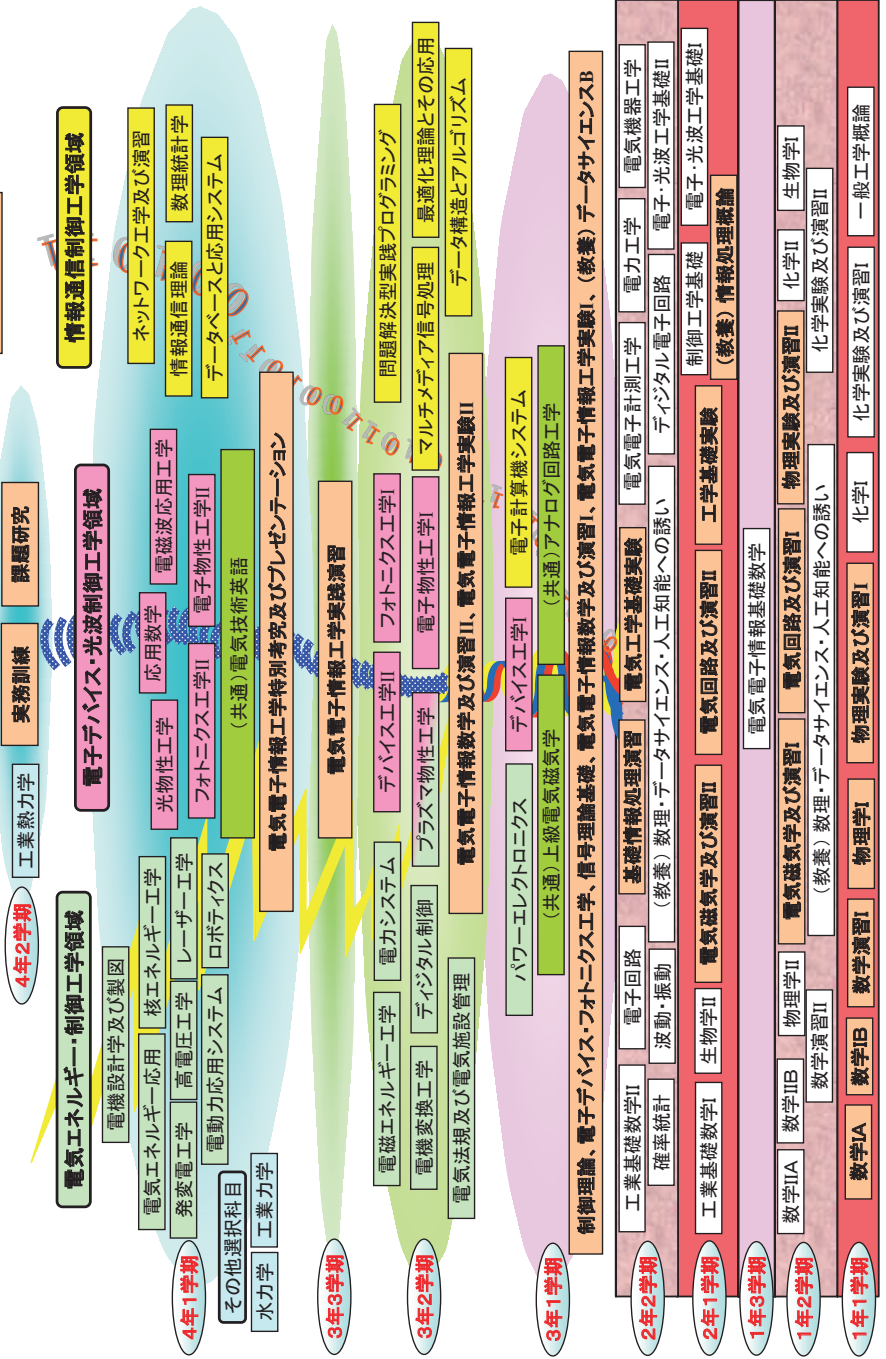 4年2学期
工業熱力学
実務訓練
課題研究
電気エネルギー・制御工学領域
電子デバイス・光波制御工学領域
情報通信制御工学領域
4年1学期
電機設計学及び製図
ネットワーク工学及び演習
電気エネルギー応用
核エネルギー工学
光物性工学
応用数学
電磁波応用工学
情報通信理論
数理統計学
発変電工学
高電圧工学
レーザー工学
フォトニクス工学II
電子物性工学II
データベースと応用システム
電動力応用システム
ロボティクス
(共通)電気技術英語
その他選択科目
電気電子情報工学特別考究及びプレゼンテーション
水力学
工業力学
3年3学期
電気電子情報工学実践演習
3年2学期
電磁エネルギー工学
電力システム
デバイス工学II
フォトニクス工学I
問題解決型実践プログラミング
電機変換工学
ディジタル制御
プラズマ物性工学
電子物性工学I
マルチメディア信号処理
最適化理論とその応用
電気法規及び電気施設管理
電気電子情報数学及び演習II、電気電子情報工学実験II
データ構造とアルゴリズム
3年1学期
パワーエレクトロニクス
デバイス工学I
電子計算機システム
(共通)上級電気磁気学
(共通)アナログ回路工学
制御理論、電子デバイス・フォトニクス工学、信号理論基礎、電気電子情報数学及び演習I、電気電子情報工学実験I、(教養)データサイエンスB
2年2学期
工業基礎数学II
電子回路
基礎情報処理演習
電気工学基礎実験
電気電子計測工学
電力工学
電気機器工学
確率統計
波動・振動
(教養)数理・データサイエンス・人工知能への誘い
ディジタル電子回路
電子・光波工学基礎II
2年1学期
工業基礎数学I
生物学II
電気磁気学及び演習II
電気回路及び演習II
工学基礎実験
制御工学基礎
電子・光波工学基礎I
(教養)情報処理概論
1年3学期
電気電子情報基礎数学
1年2学期
数学IIA
数学IIB
物理学II
電気磁気学及び演習I
電気回路及び演習I
物理実験及び演習II
化学II
生物学I
数学演習II
(教養)数理・データサイエンス・人工知能への誘い
化学実験及び演習II
1年1学期
数学IA
数学IB
数学演習I
物理学I
物理実験及び演習I
化学I
化学実験及び演習I
一般工学概論